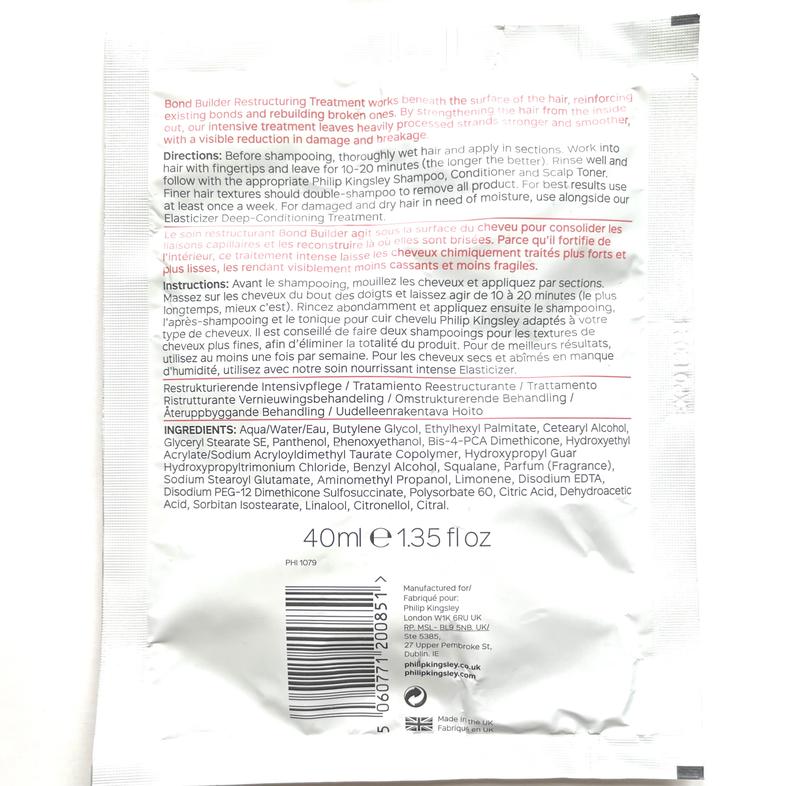 Bond Builder Restructuring Treatment works beneath the surface of the hair, reinforcing
existing bonds and rebuilding broken ones. By strengthening the hair from the inside
out, our intensive treatment leaves heavily processed strands stronger and smoother,
with a visible reduction in damage and breakage.
Directions: Before shampooing, thoroughly wet hair and apply in sections. Work into
hair with fingertips and leave for 10-20 minutes (the longer the better). Rinse well and
follow with the appropriate Philip Kingsley Shampoo, Conditioner and Scalp Toner.
Finer hair textures should double-shampoo to remove all product. For best results use
at least once a week. For damaged and dry hair in need of moisture, use alongside our
Elasticizer Deep-Conditioning Treatment.
Le soin restructurant Bond Builder agit sous la surface du cheveu pour consolider les
liaisons capillaires et les reconstruire là où elles sont brisées. Parce qu'il fortifie de
l'intérieur, ce traitement intense laisse les cheveux chimiquement traités plus forts et
plus lisses, les rendant visiblement moins cassants et moins fragiles.
Instructions: Avant le shampooing, mouillez les cheveux et appliquez par sections.
Massez sur les cheveux du bout des doigts et laissez agir de 10 à 20 minutes (le plus
longtemps, mieux c'est). Rincez abondamment et appliquez ensuite le shampooing,
l'après-shampooing et le tonique pour cuir chevelu Philip Kingsley adaptés à votre
type de cheveux. Il est conseillé de faire deux shampooings pour les textures de
cheveux plus fines, afin d'éliminer la totalité du produit. Pour de meilleurs résultats,
utilisez au moins une fois par semaine. Pour les cheveux secs et abîmés en manque
d'humidité, utilisez avec notre soin nourrissant intense Elasticizer.
Restrukturierende Intensivpflege / Tratamiento Reestructurante / Trattamento
Ristrutturante Vernieuwingsbehandeling / Omstrukturerende Behandling /
Återuppbyggande Behandling / Uudelleenrakentava Hoito
INGREDIENTS: Aqua/Water/Eau, Butylene Glycol, Ethylhexyl Palmitate, Cetearyl Alcohol,
Glyceryl Stearate SE, Panthenol, Phenoxyethanol, Bis-4-PCA Dimethicone, Hydroxyethyl
Acrylate/Sodium Acryloyldimethyl Taurate Copolymer, Hydroxypropyl Guar
Hydroxypropyltrimonium Chloride, Benzyl Alcohol, Squalane, Parfum (Fragrance),
Sodium Stearoyl Glutamate, Aminomethyl Propanol, Limonene, Disodium EDTA,
Disodium PEG-12 Dimethicone Sulfosuccinate, Polysorbate 60, Citric Acid, Dehydroacetic
Acid, Sorbitan Isostearate, Linalool, Citronellol, Citral.
40ml ℮ 1.35 fl oz
PHI 1079
5 060771 200851 >
Manufactured for/
Fabriqué pour:
Philip Kingsley
London W1K 6RU UK
RP, MSL- BL9 5NB, UK/
Ste 5385,
27 Upper Pembroke St,
Dublin. IE
philipkingsley.co.uk
philipkingsley.com
Made in the UK
Fabriqué en UK